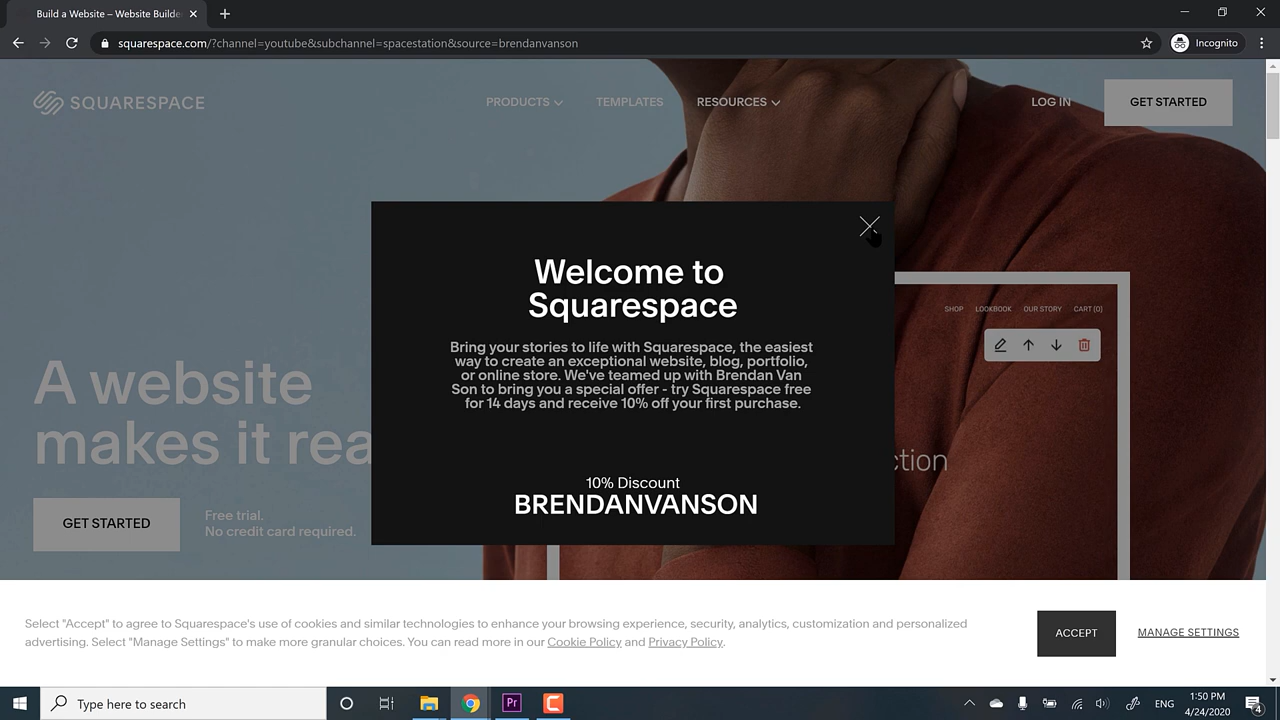 Build a Website – Website Builde
squarespace.com/?channel=youtube&subchannel=spacestation&source=brendanvanson
Incognito
SQUARESPACE
PRODUCTS
TEMPLATES
RESOURCES
LOG IN
GET STARTED
Welcome to
Squarespace
Bring your stories to life with Squarespace, the easiest
way to create an exceptional website, blog, portfolio,
or online store. We've teamed up with Brendan Van
Son to bring you a special offer - try Squarespace free
for 14 days and receive 10% off your first purchase.
10% Discount
BRENDANVANSON
SHOP
LOOKBOOK
OUR STORY
CART (0)
ction
A website
makes it rea
GET STARTED
Free trial.
No credit card required.
Select "Accept" to agree to Squarespace's use of cookies and similar technologies to enhance your browsing experience, security, analytics, customization and personalized
advertising. Select "Manage Settings" to make more granular choices. You can read more in our Cookie Policy and Privacy Policy.
ACCEPT
MANAGE SETTINGS
Type here to search
Pr
ENG
1:50 PM
4/24/2020
4